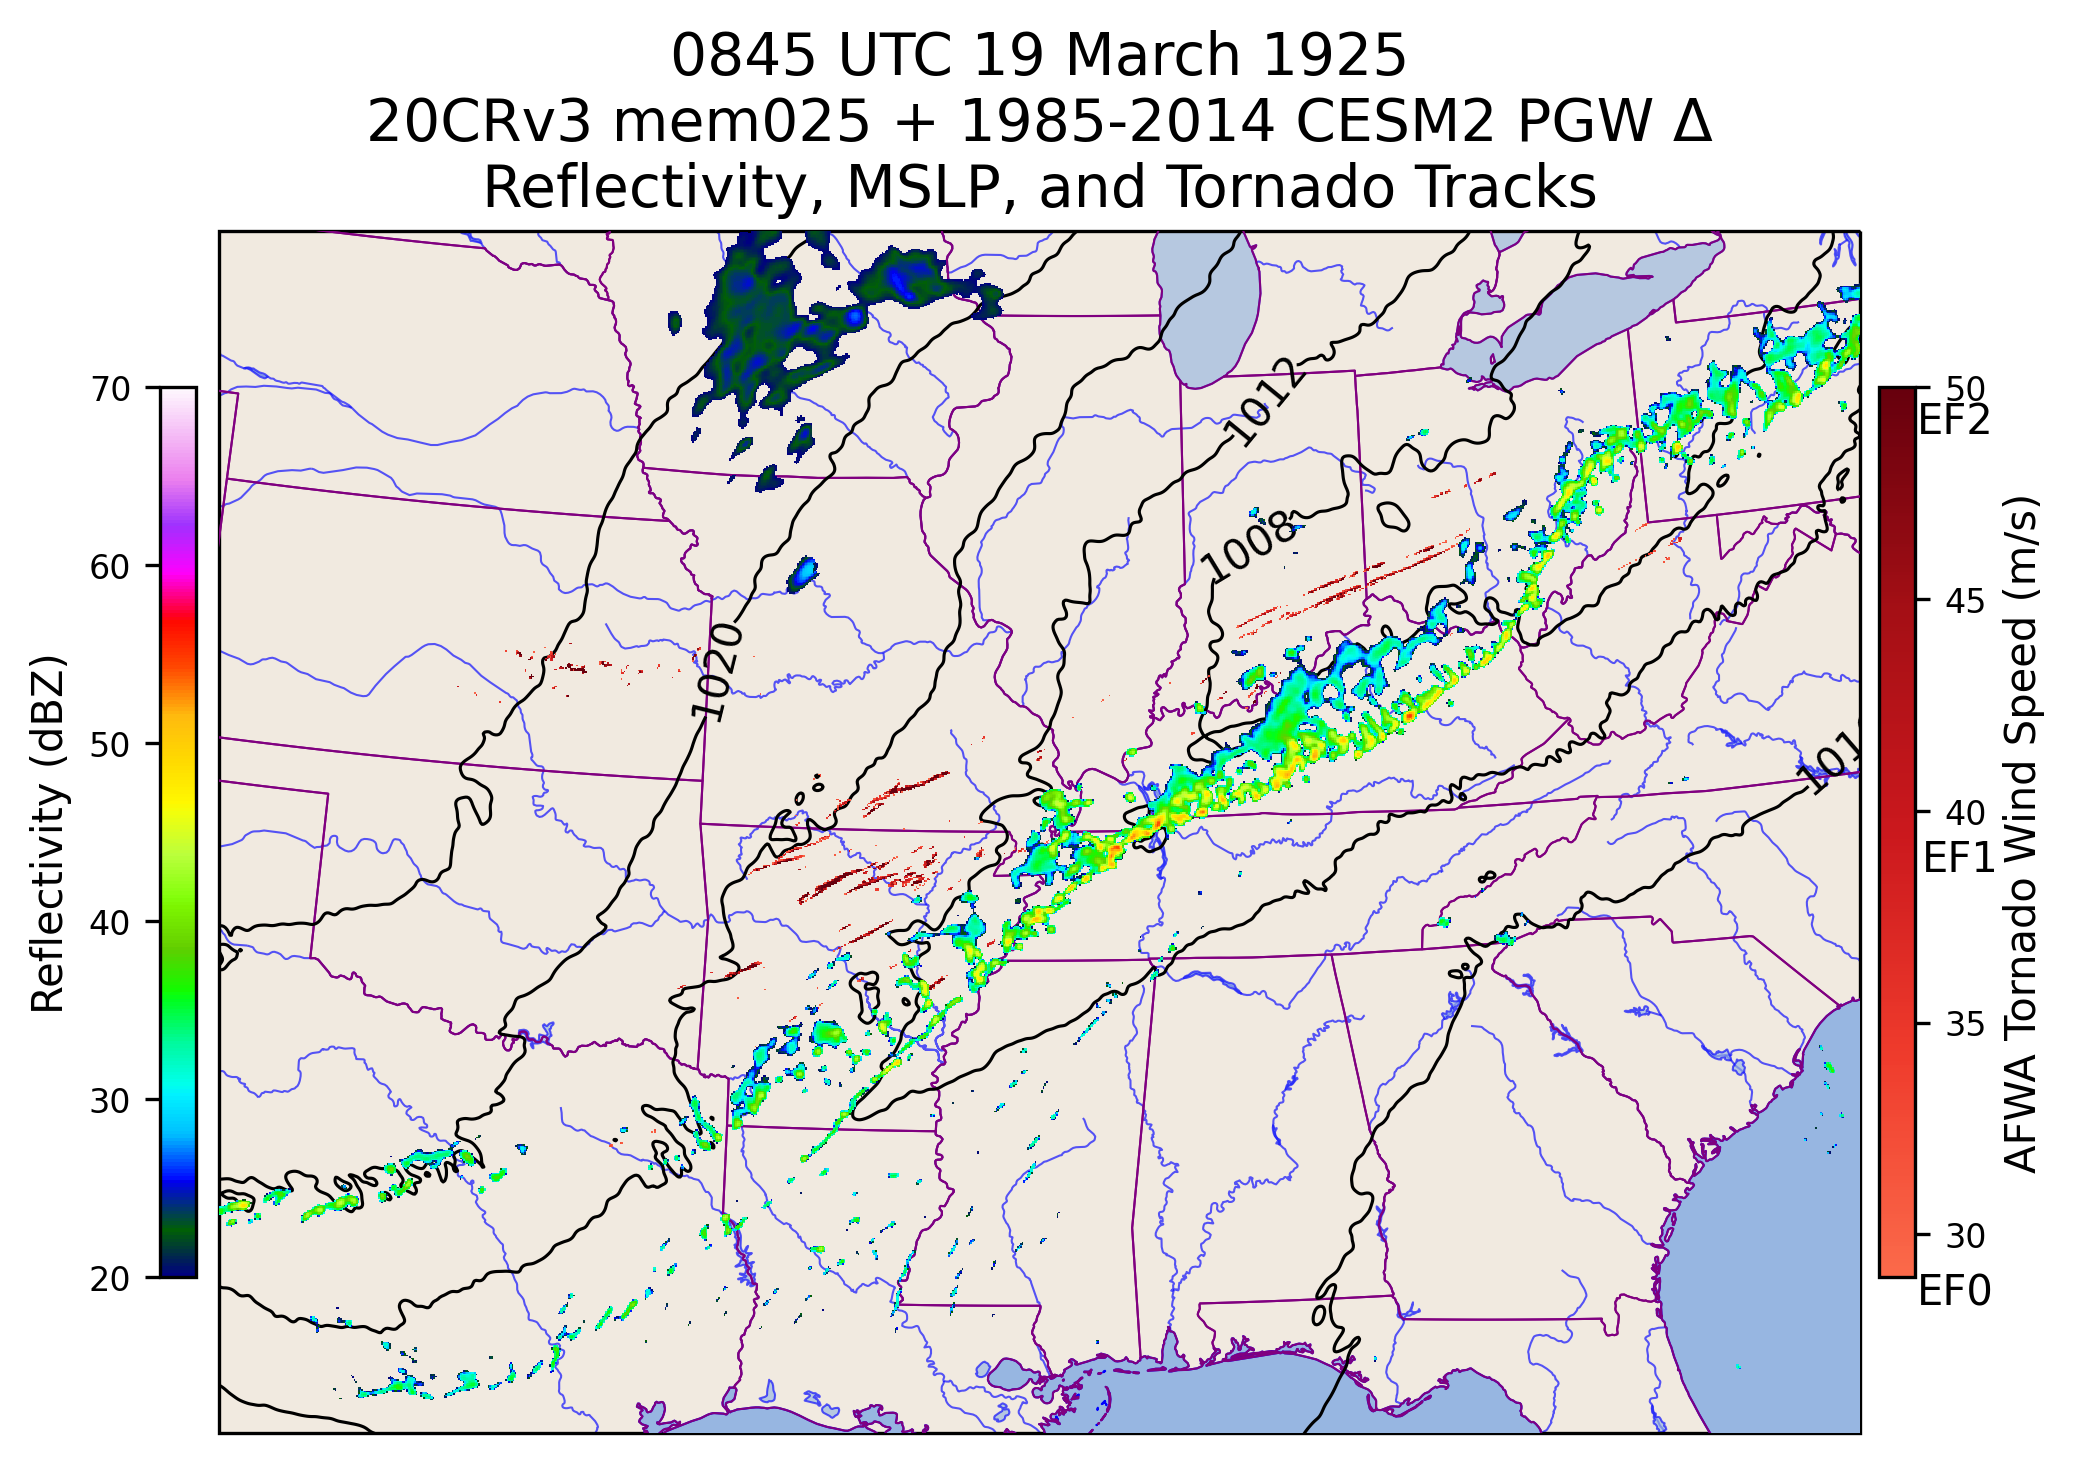 0845 UTC 19 March 1925
20CRv3 mem025 + 1985-2014 CESM2 PGW Δ
Reflectivity, MSLP, and Tornado Tracks
Reflectivity (dBZ)
70
60
50
40
30
20
1012
1008
1020
101
50
EF2
45
40
EF1
35
30
EF0
AFWA Tornado Wind Speed (m/s)